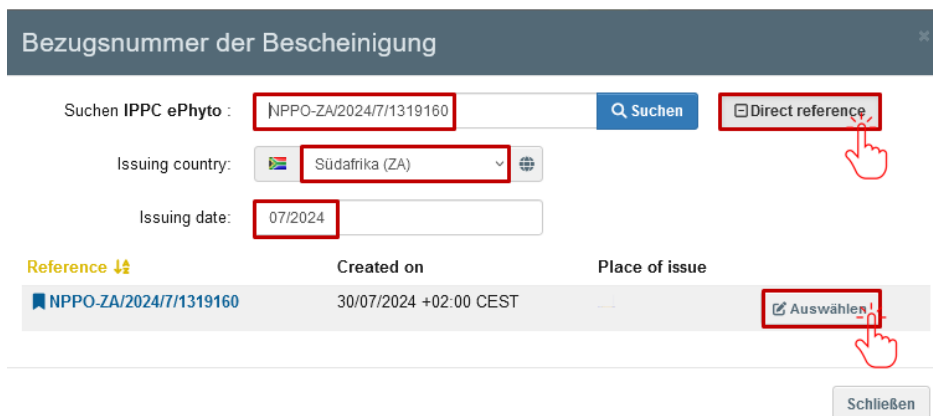 Bezugsnummer der Bescheinigung
Suchen IPPC ePhyto : NPPO-ZA/2024/7/1319160 Suchen Direct reference
Issuing country: Südafrika (ZA)
Issuing date: 07/2024
Reference Created on Place of issue
NPPO-ZA/2024/7/1319160 30/07/2024 +02:00 CEST Auswählen
Schließen